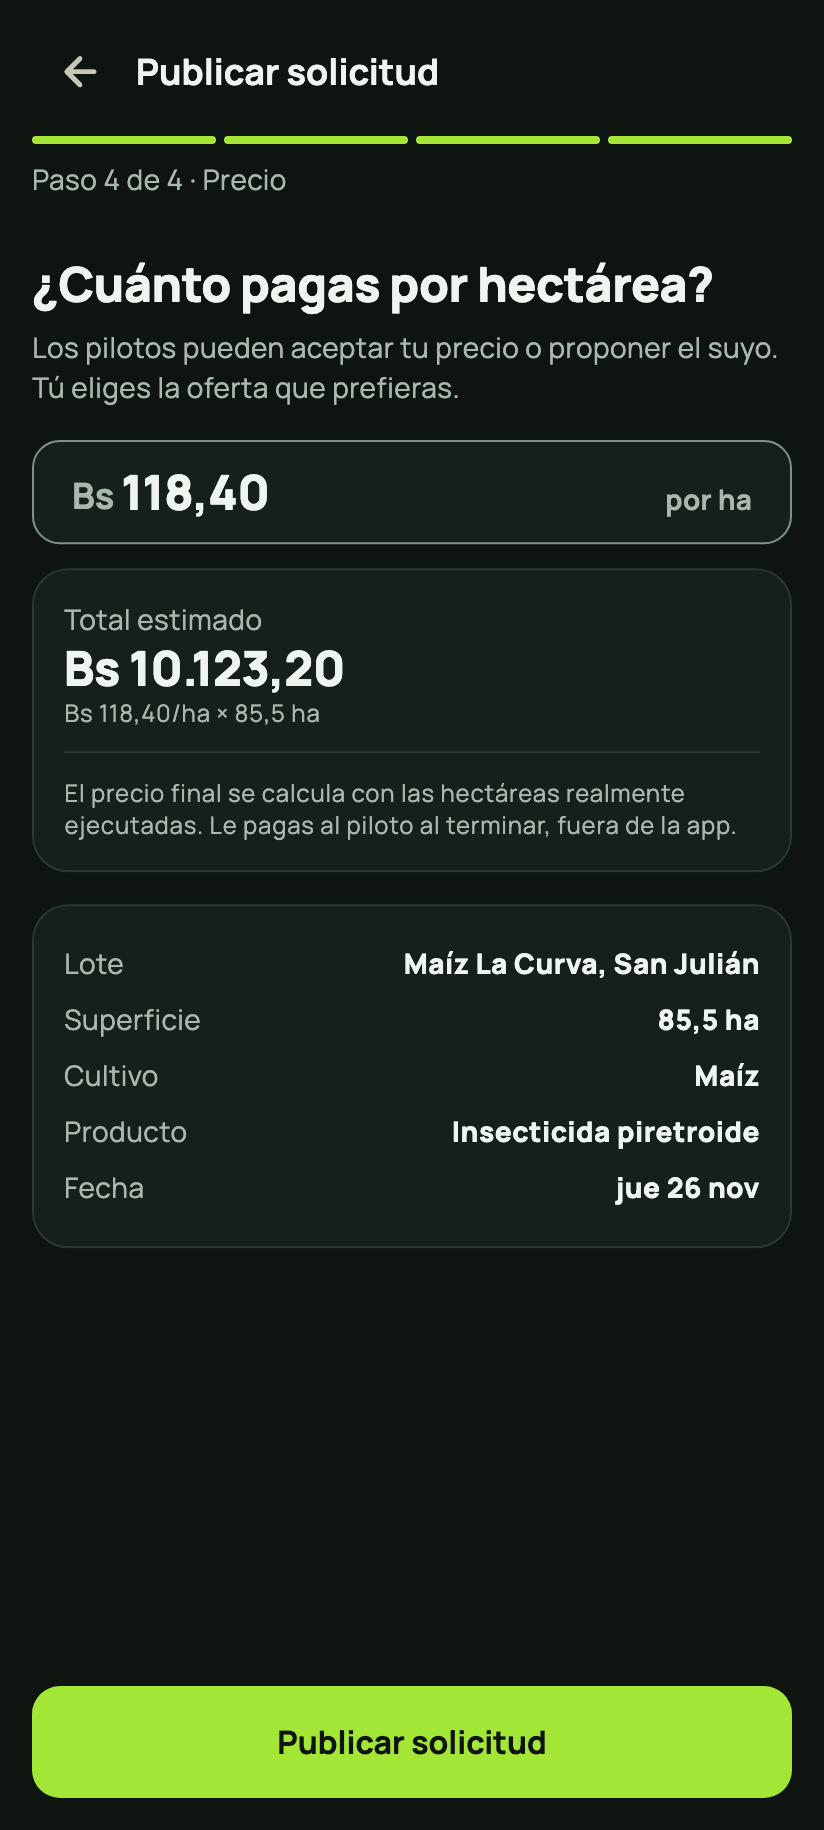 Publicar solicitud
Paso 4 de 4 · Precio
¿Cuánto pagas por hectárea?
Los pilotos pueden aceptar tu precio o proponer el suyo.
Tú eliges la oferta que prefieras.
Bs 118,40 por ha
Total estimado
Bs 10.123,20
Bs 118,40/ha × 85,5 ha
El precio final se calcula con las hectáreas realmente
ejecutadas. Le pagas al piloto al terminar, fuera de la app.
Lote Maíz La Curva, San Julián
Superficie 85,5 ha
Cultivo Maíz
Producto Insecticida piretroide
Fecha jue 26 nov
Publicar solicitud